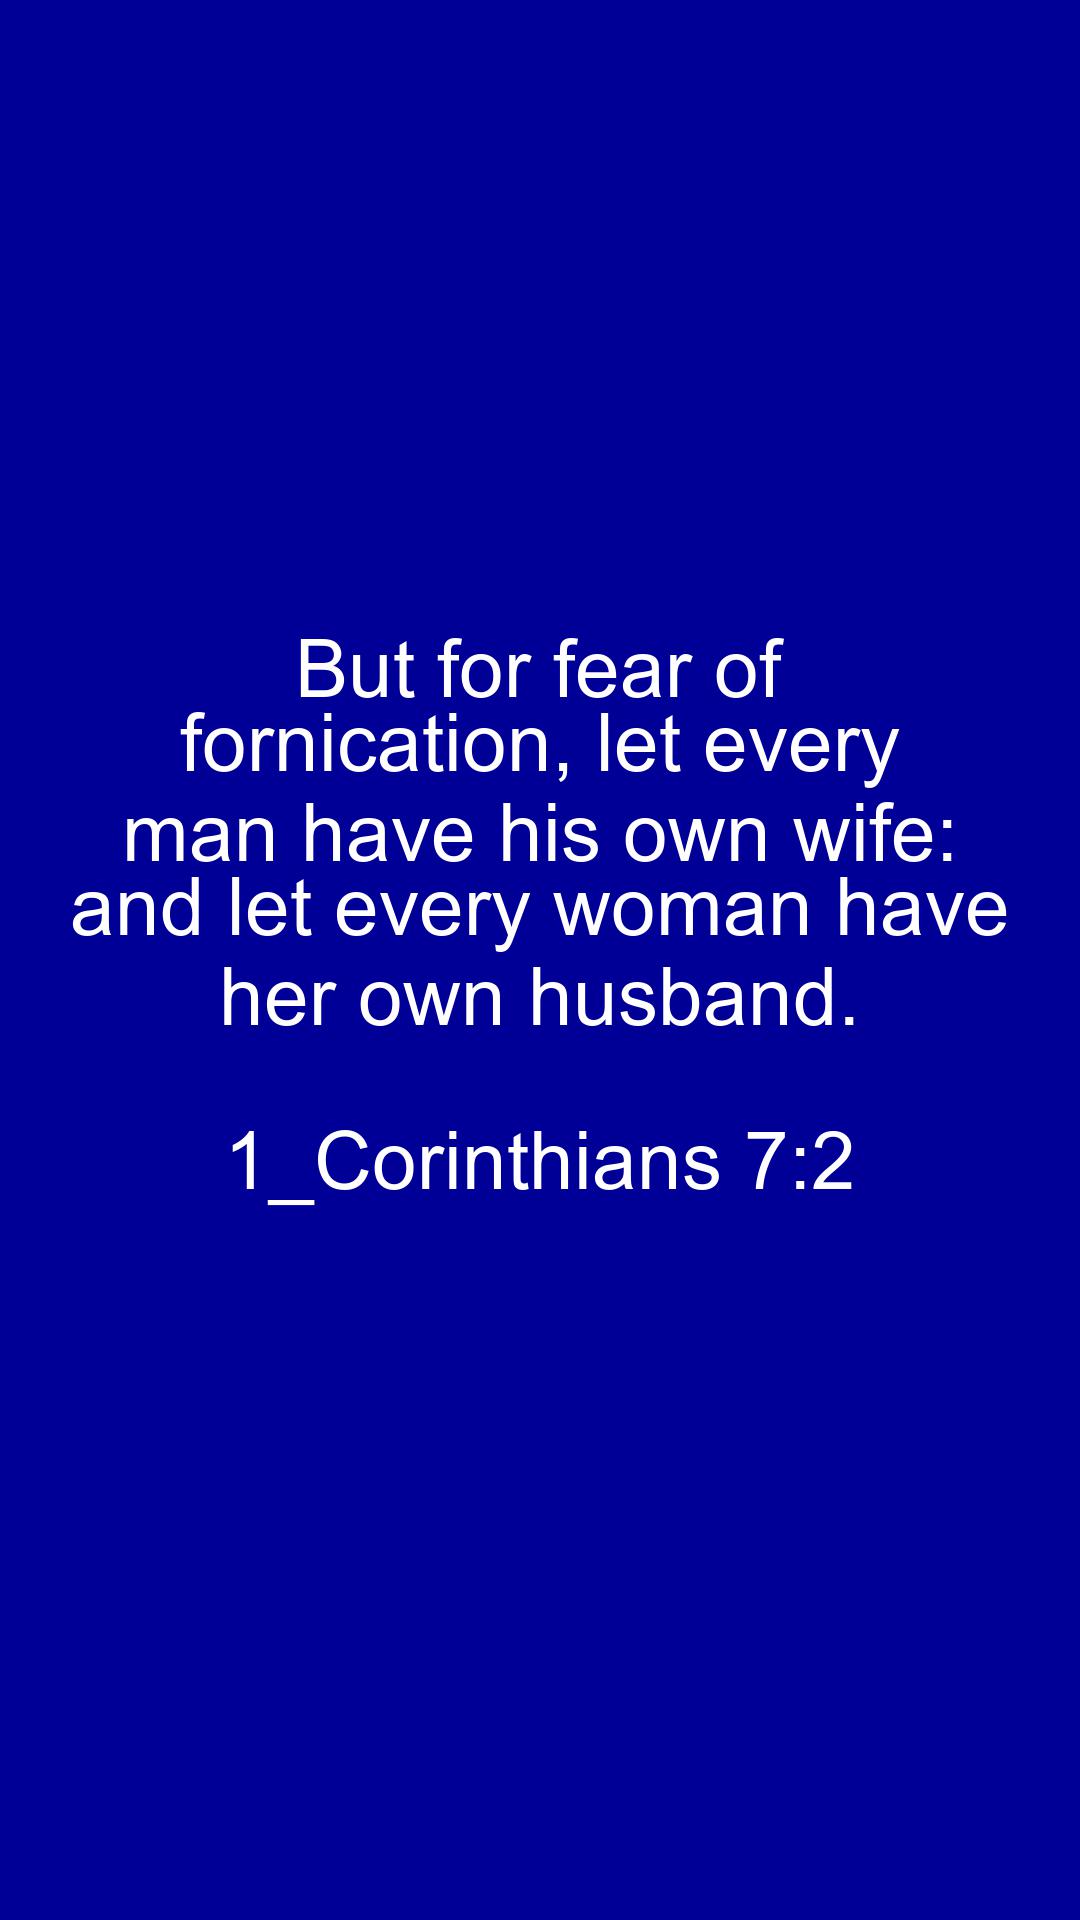 But for fear of
fornication, let every
man have his own wife:
and let every woman have
her own husband.
1_Corinthians 7:2